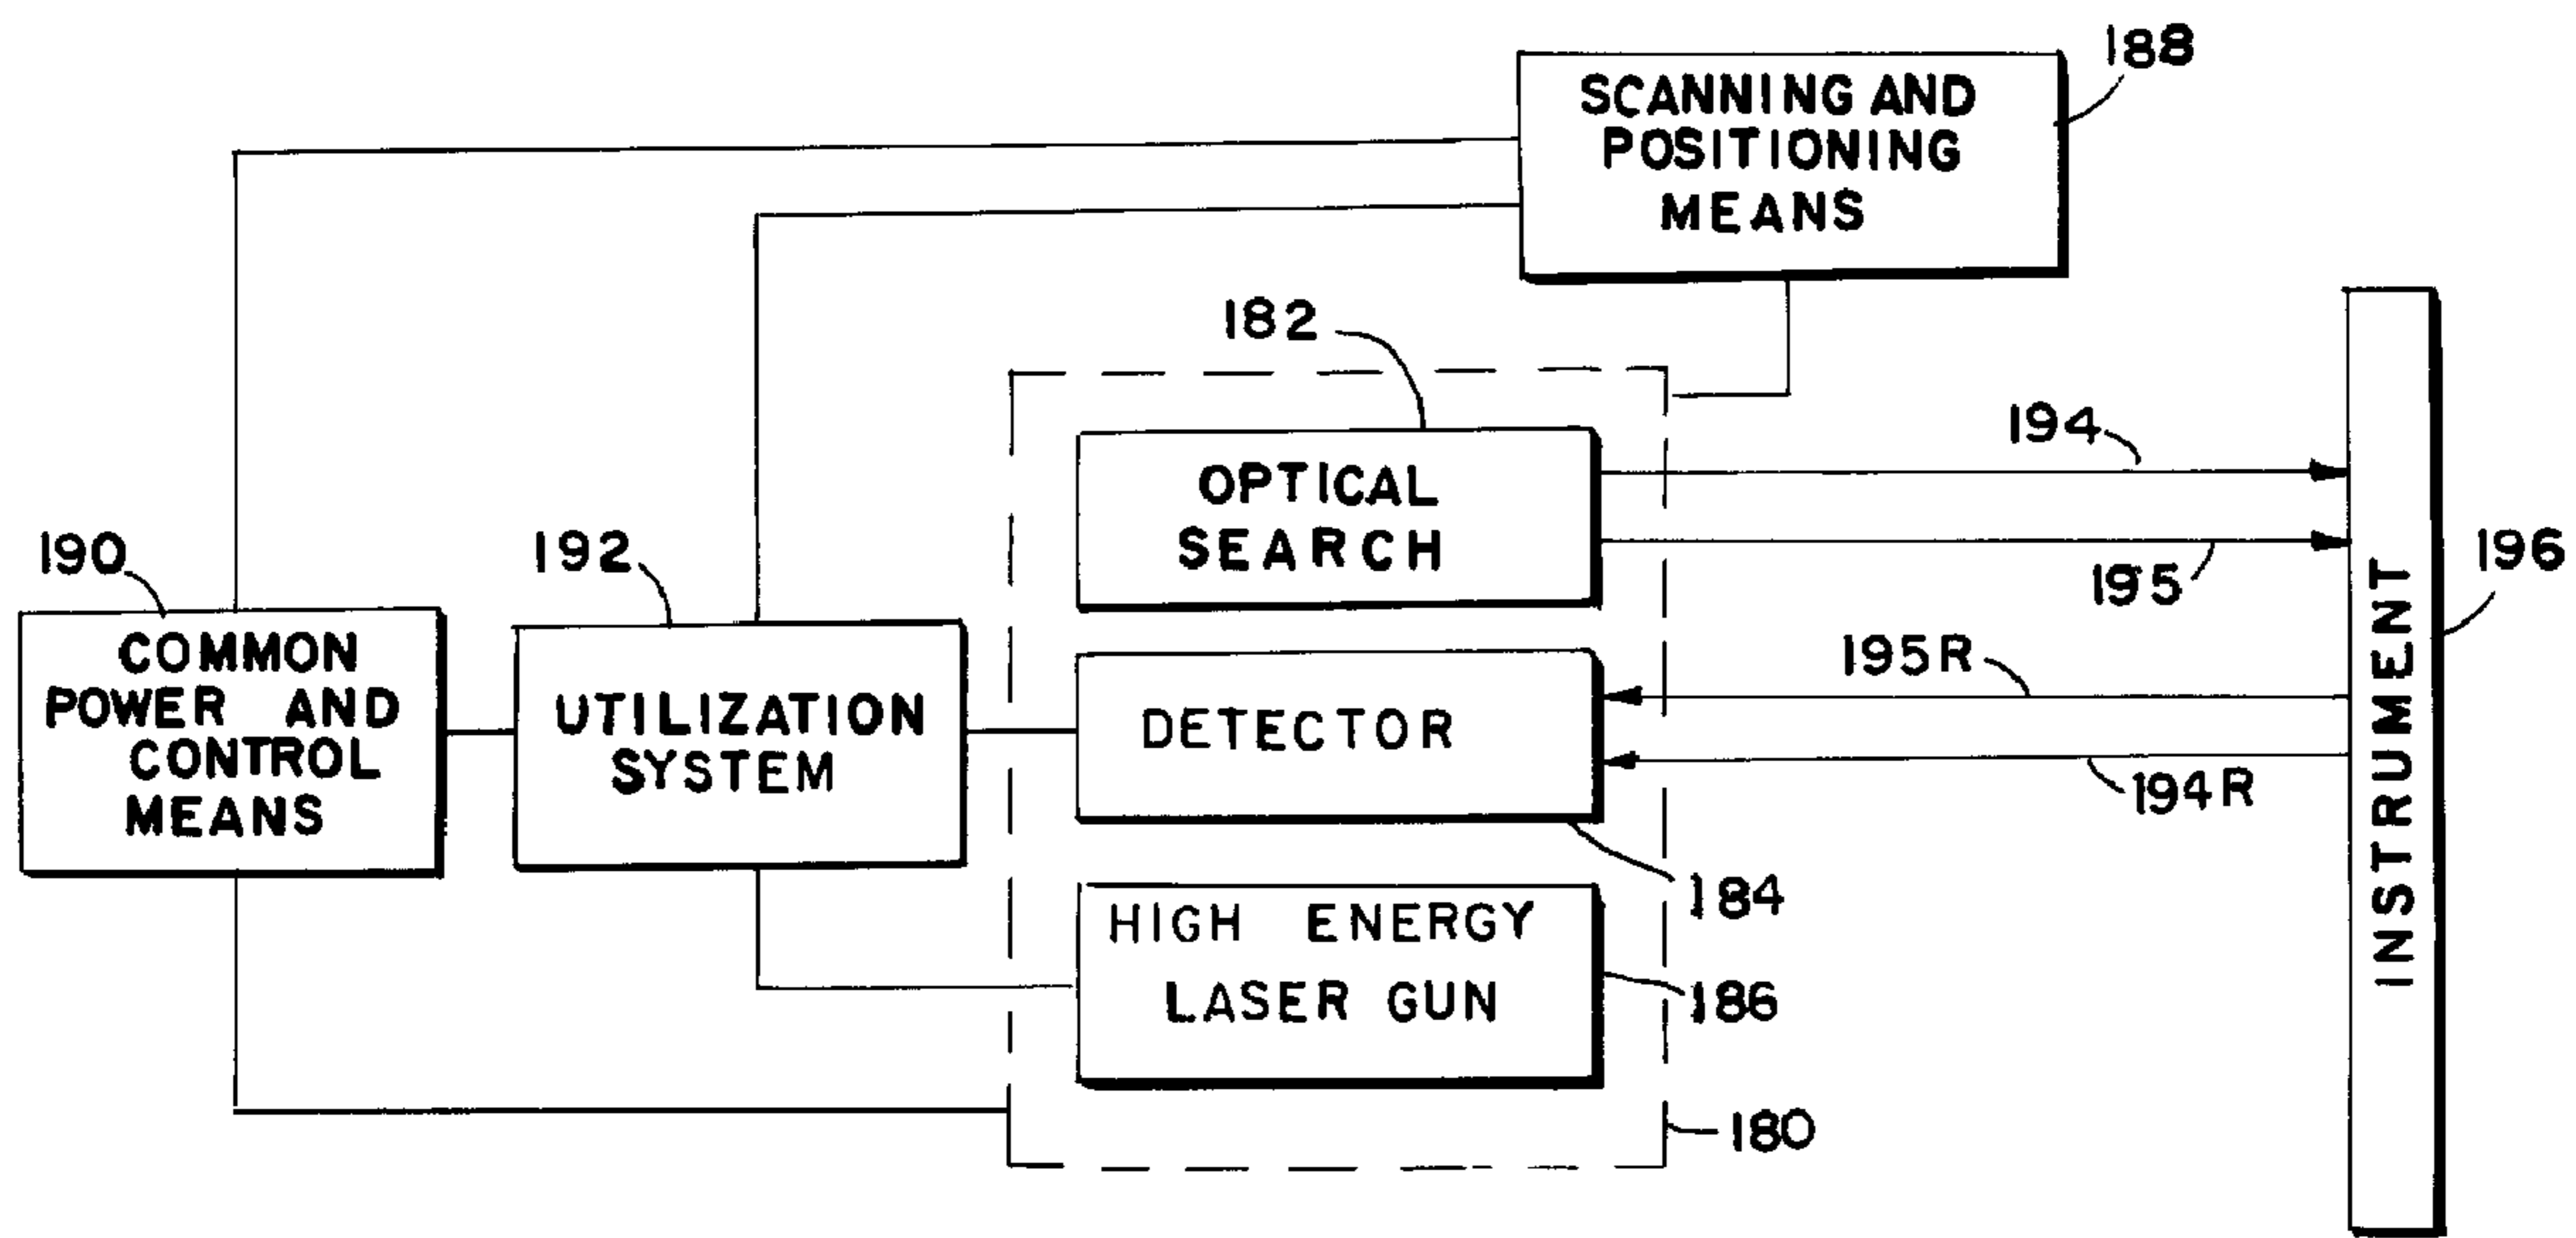 188
SCANNING AND
POSITIONING
MEANS
182
194
OPTICAL
SEARCH
195
190
192
196
COMMON
POWER AND
CONTROL
MEANS
UTILIZATION
SYSTEM
195R
DETECTOR
194R
INSTRUMENT
184
HIGH ENERGY
LASER GUN
186
180